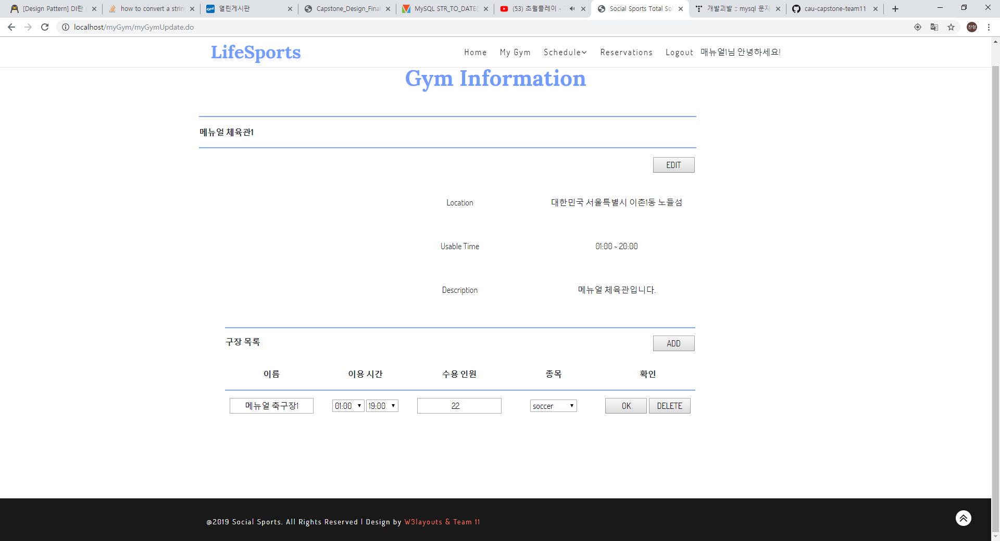 [Design Pattern] DI란
how to convert a strin
열린게시판
Capstone_Design_Final
MySQL STR_TO_DATE(
(53) 초월플레이 -
Social Sports Total Sol
개발괴발 :: mysql 문자
cau-capstone-team11
localhost/myGym/myGymUpdate.do
찬형
LifeSports
Home My Gym Schedule Reservations Logout 매뉴얼1님 안녕하세요!
Gym Information
메뉴얼 체육관1
EDIT
Location 대한민국 서울특별시 이촌1동 노들섬
Usable Time 01:00 ~ 20:00
Description 메뉴얼 체육관입니다.
구장 목록 ADD
이름 이용 시간 수용 인원 종목 확인
메뉴얼 축구장1 01:00 19:00 22 soccer OK DELETE
@2019 Social Sports. All Rights Reserved | Design by W3layouts & Team 11